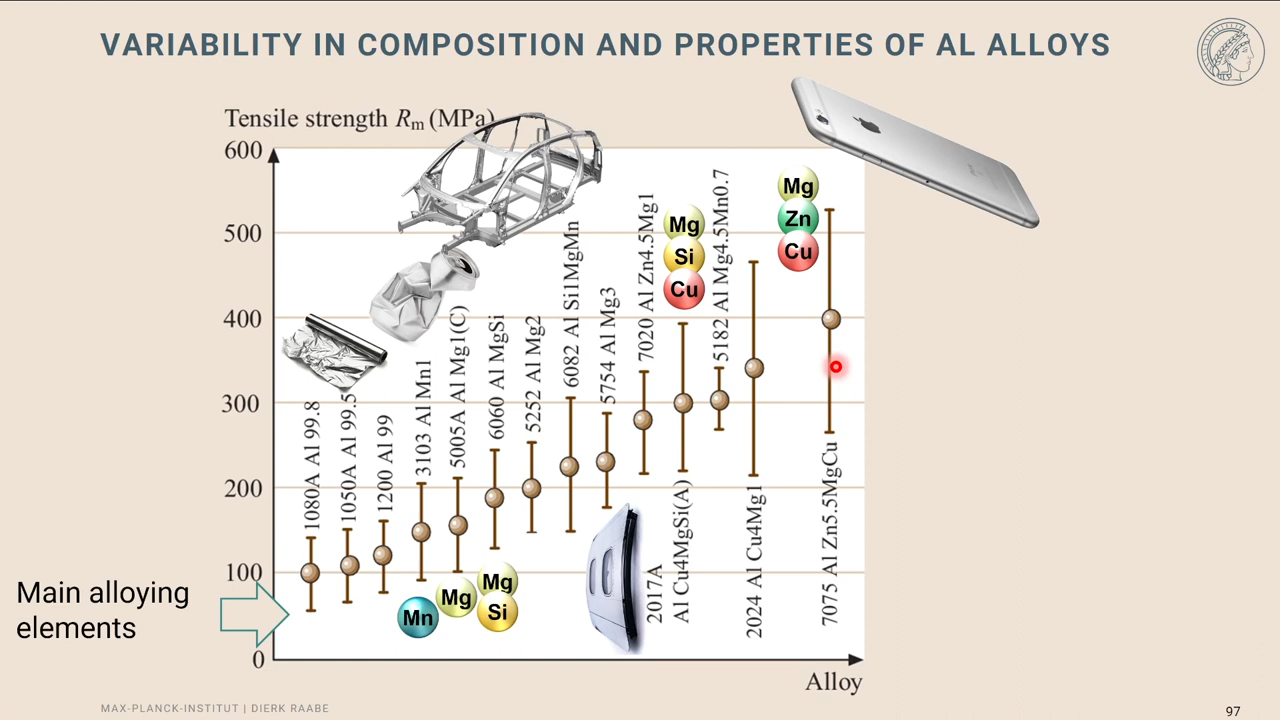 VARIABILITY IN COMPOSITION AND PROPERTIES OF AL ALLOYS
Tensile strength Rm (MPa)
600
500
400
300
200
100
0
1080A Al 99.8
1050A Al 99.5
1200 Al 99
3103 Al Mn1
5005A Al Mg1(C)
6060 Al MgSi
5252 Al Mg2
6082 Al Si1MgMn
5754 Al Mg3
7020 Al Zn4.5Mg1
2017A
Al Cu4MgSi(A)
5182 Al Mg4.5Mn0.7
2024 Al Cu4Mg1
7075 Al Zn5.5MgCu
Mg
Si
Cu
Mg
Zn
Cu
Mn
Mg
Mg
Si
Main alloying
elements
Alloy
MAX-PLANCK-INSTITUT | DIERK RAABE
97